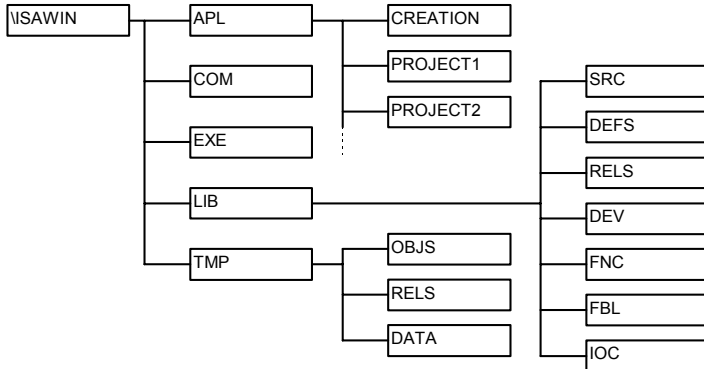 \ISAWIN
APL
CREATION
PROJECT1
PROJECT2
COM
EXE
LIB
TMP
OBJS
RELS
DATA
SRC
DEFS
RELS
DEV
FNC
FBL
IOC